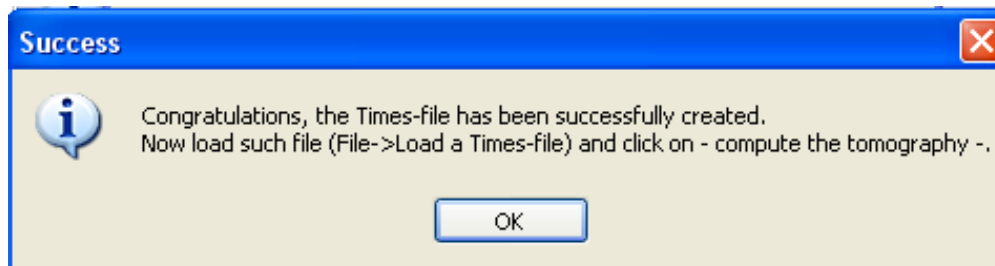 Success
Congratulations, the Times-file has been successfully created.
Now load such file (File->Load a Times-file) and click on - compute the tomography -.
OK